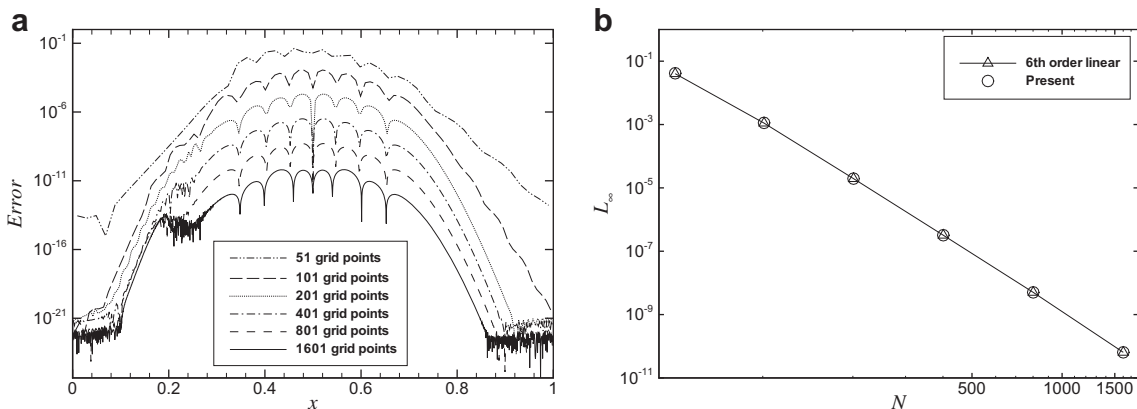 a
Error
10^-1
10^-6
10^-11
10^-16
10^-21
51 grid points
101 grid points
201 grid points
401 grid points
801 grid points
1601 grid points
0 0.2 0.4 0.6 0.8 1
x
b
L∞
10^-1
10^-3
10^-5
10^-7
10^-9
10^-11
6th order linear
Present
500 1000 1500
N